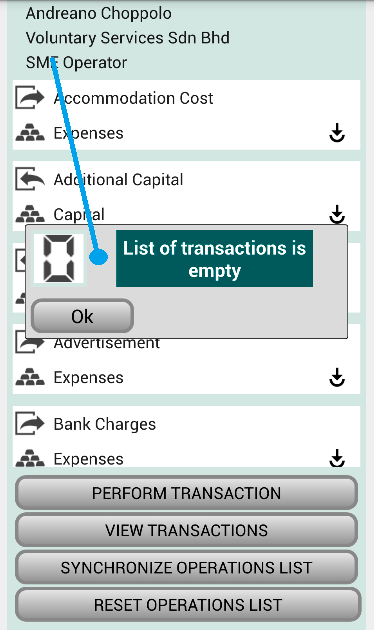 Andreano Choppolo
Voluntary Services Sdn Bhd
SME Operator
Accommodation Cost
Expenses
Additional Capital
Capital
0
List of transactions is
empty
Ok
Advertisement
Expenses
Bank Charges
Expenses
PERFORM TRANSACTION
VIEW TRANSACTIONS
SYNCHRONIZE OPERATIONS LIST
RESET OPERATIONS LIST